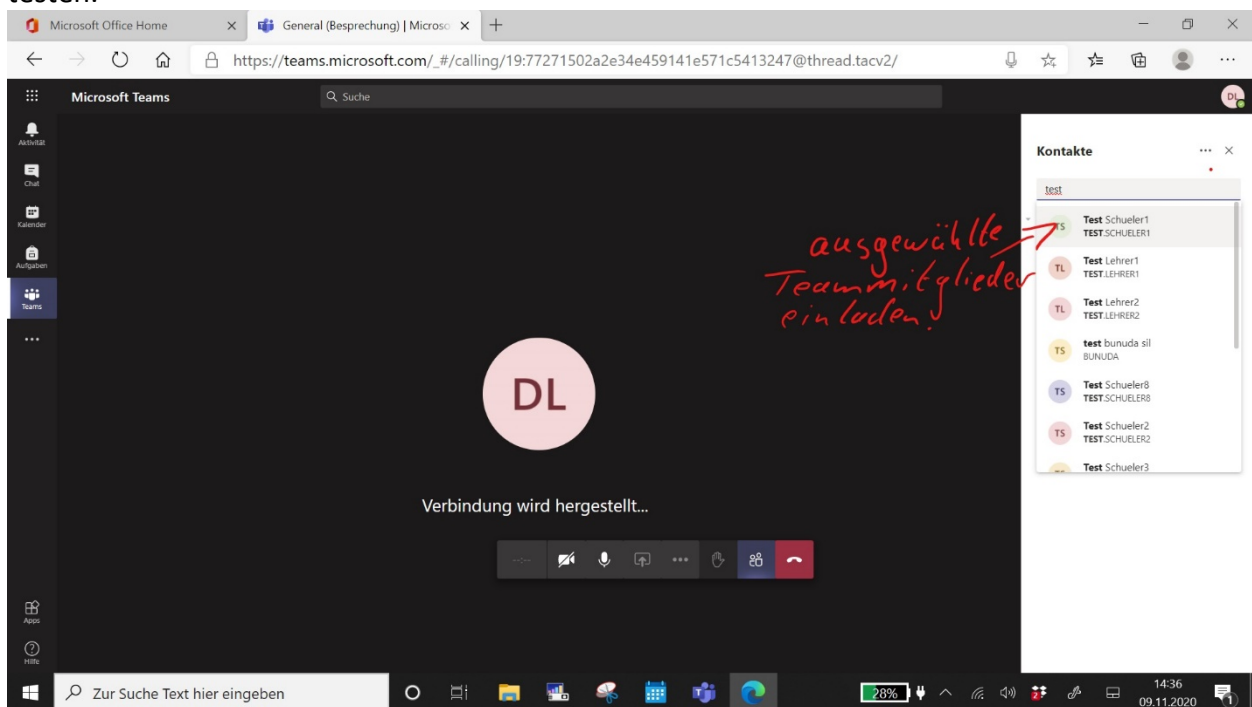 testen.
Microsoft Office Home
General (Besprechung) | Microso
https://teams.microsoft.com/_#/calling/19:77271502a2e34e459141e571c5413247@thread.tacv2/
Microsoft Teams
Suche
DL
Aktivität
Chat
Kalender
Aufgaben
Teams
Apps
Hilfe
Kontakte
test
TS Test Schueler1
TEST.SCHUELER1
TL Test Lehrer1
TEST.LEHRER1
TL Test Lehrer2
TEST.LEHRER2
TS test bunuda sil
BUNUDA
TS Test Schueler8
TEST.SCHUELER8
TS Test Schueler2
TEST.SCHUELER2
Test Schueler3
ausgewählte
Teammitglieder
einladen!
DL
Verbindung wird hergestellt...
--:--
Zur Suche Text hier eingeben
28%
2
14:36
09.11.2020
1